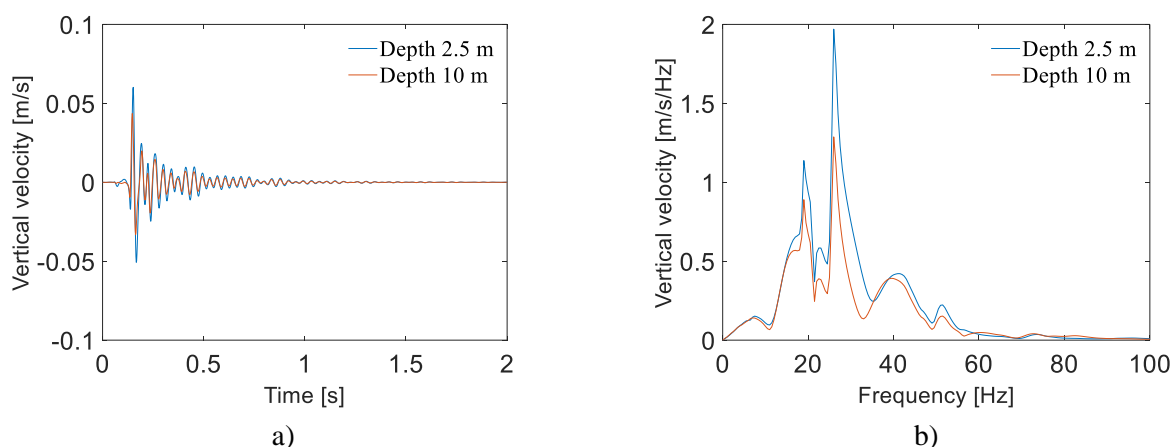 0.1
0.05
0
-0.05
-0.1
Vertical velocity [m/s]
Depth 2.5 m
Depth 10 m
0 0.5 1 1.5 2
Time [s]
a)
2
1.5
1
0.5
0
Vertical velocity [m/s/Hz]
Depth 2.5 m
Depth 10 m
0 20 40 60 80 100
Frequency [Hz]
b)